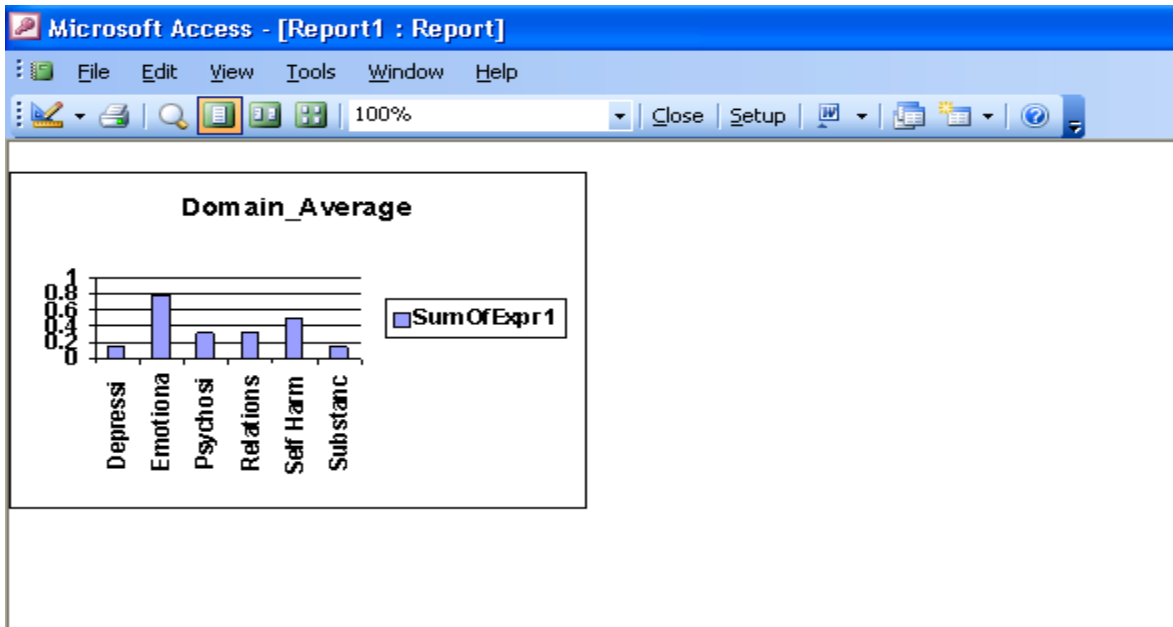 Microsoft Access - [Report1 : Report]
File Edit View Tools Window Help
100% Close Setup
Domain_Average
1
0.8
0.6
0.4
0.2
0
SumOfExpr1
Depressi
Emotiona
Psychosi
Relations
Self Harm
Substanc